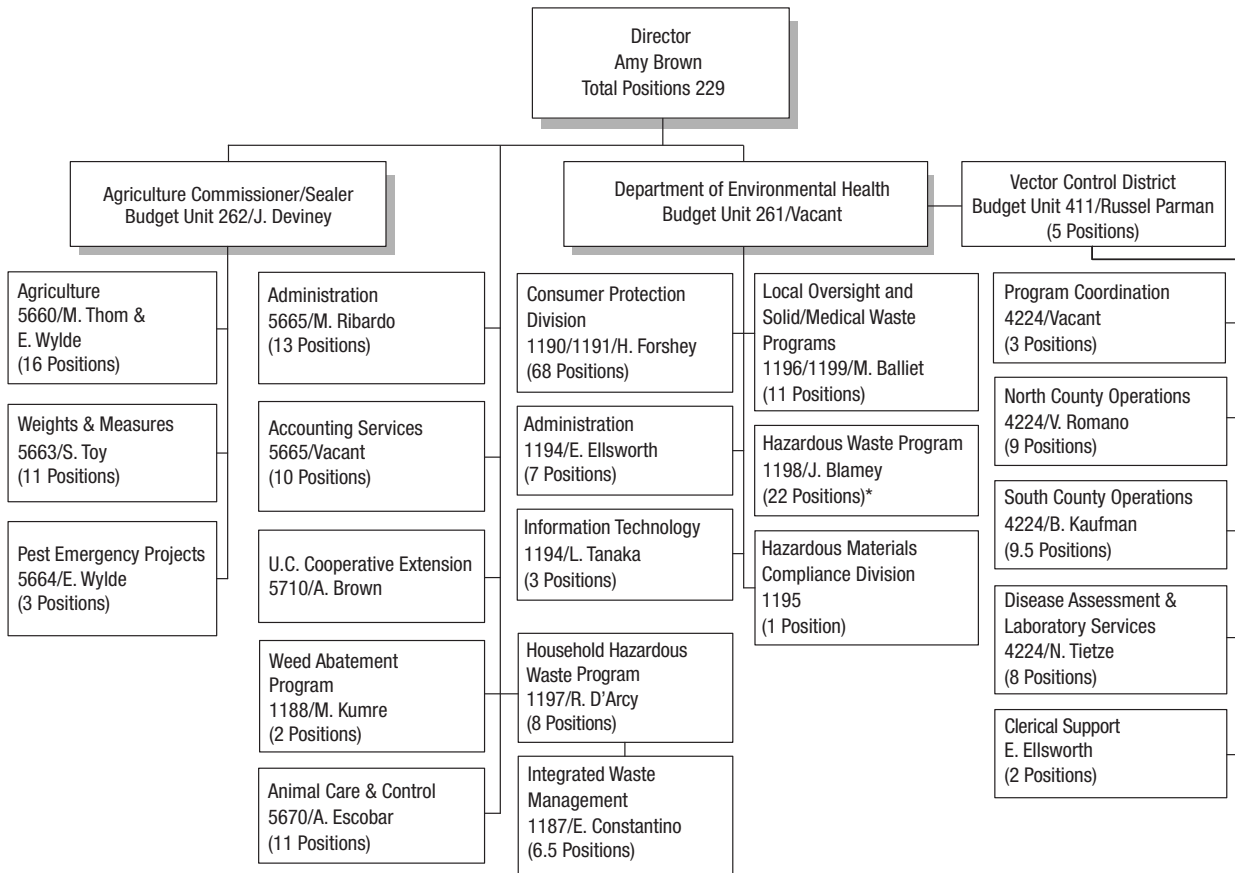 Director
Amy Brown
Total Positions 229
Agriculture Commissioner/Sealer
Budget Unit 262/J. Deviney
Department of Environmental Health
Budget Unit 261/Vacant
Vector Control District
Budget Unit 411/Russel Parman
(5 Positions)
Agriculture
5660/M. Thom &
E. Wylde
(16 Positions)
Weights & Measures
5663/S. Toy
(11 Positions)
Pest Emergency Projects
5664/E. Wylde
(3 Positions)
Administration
5665/M. Ribardo
(13 Positions)
Accounting Services
5665/Vacant
(10 Positions)
U.C. Cooperative Extension
5710/A. Brown
Weed Abatement
Program
1188/M. Kumre
(2 Positions)
Animal Care & Control
5670/A. Escobar
(11 Positions)
Consumer Protection
Division
1190/1191/H. Forshey
(68 Positions)
Administration
1194/E. Ellsworth
(7 Positions)
Information Technology
1194/L. Tanaka
(3 Positions)
Household Hazardous
Waste Program
1197/R. D’Arcy
(8 Positions)
Integrated Waste
Management
1187/E. Constantino
(6.5 Positions)
Local Oversight and
Solid/Medical Waste
Programs
1196/1199/M. Balliet
(11 Positions)
Hazardous Waste Program
1198/J. Blamey
(22 Positions)*
Hazardous Materials
Compliance Division
1195
(1 Position)
Program Coordination
4224/Vacant
(3 Positions)
North County Operations
4224/V. Romano
(9 Positions)
South County Operations
4224/B. Kaufman
(9.5 Positions)
Disease Assessment &
Laboratory Services
4224/N. Tietze
(8 Positions)
Clerical Support
E. Ellsworth
(2 Positions)